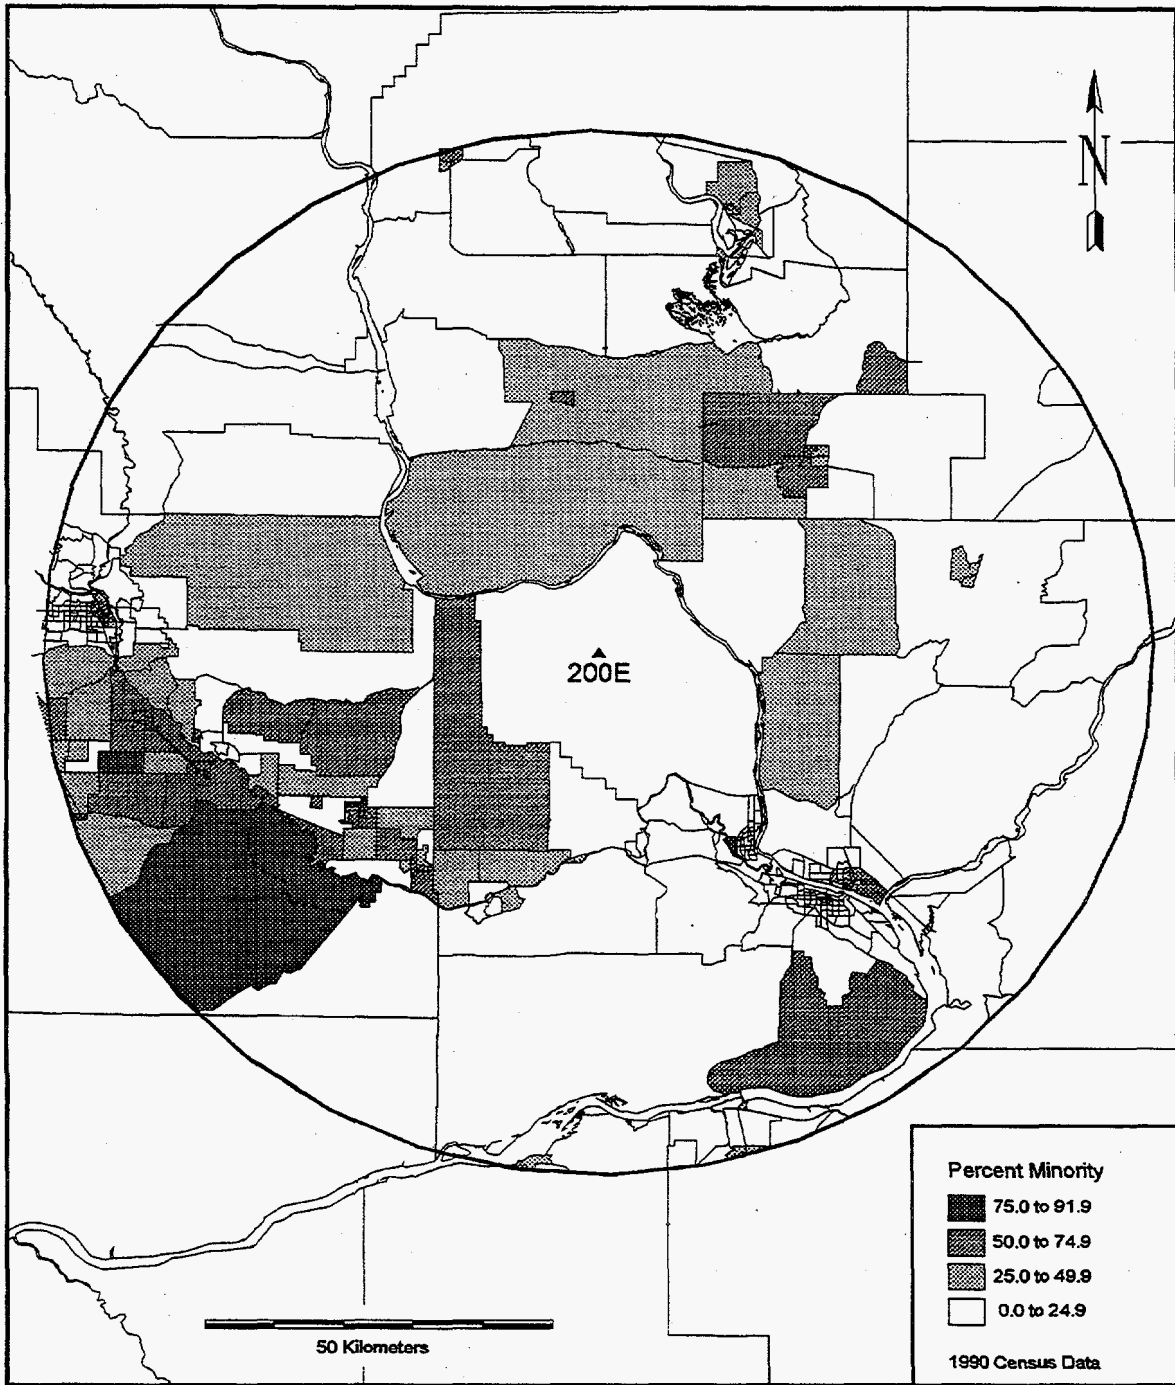 N
200E
50 Kilometers
Percent Minority
75.0 to 91.9
50.0 to 74.9
25.0 to 49.9
0.0 to 24.9
1990 Census Data